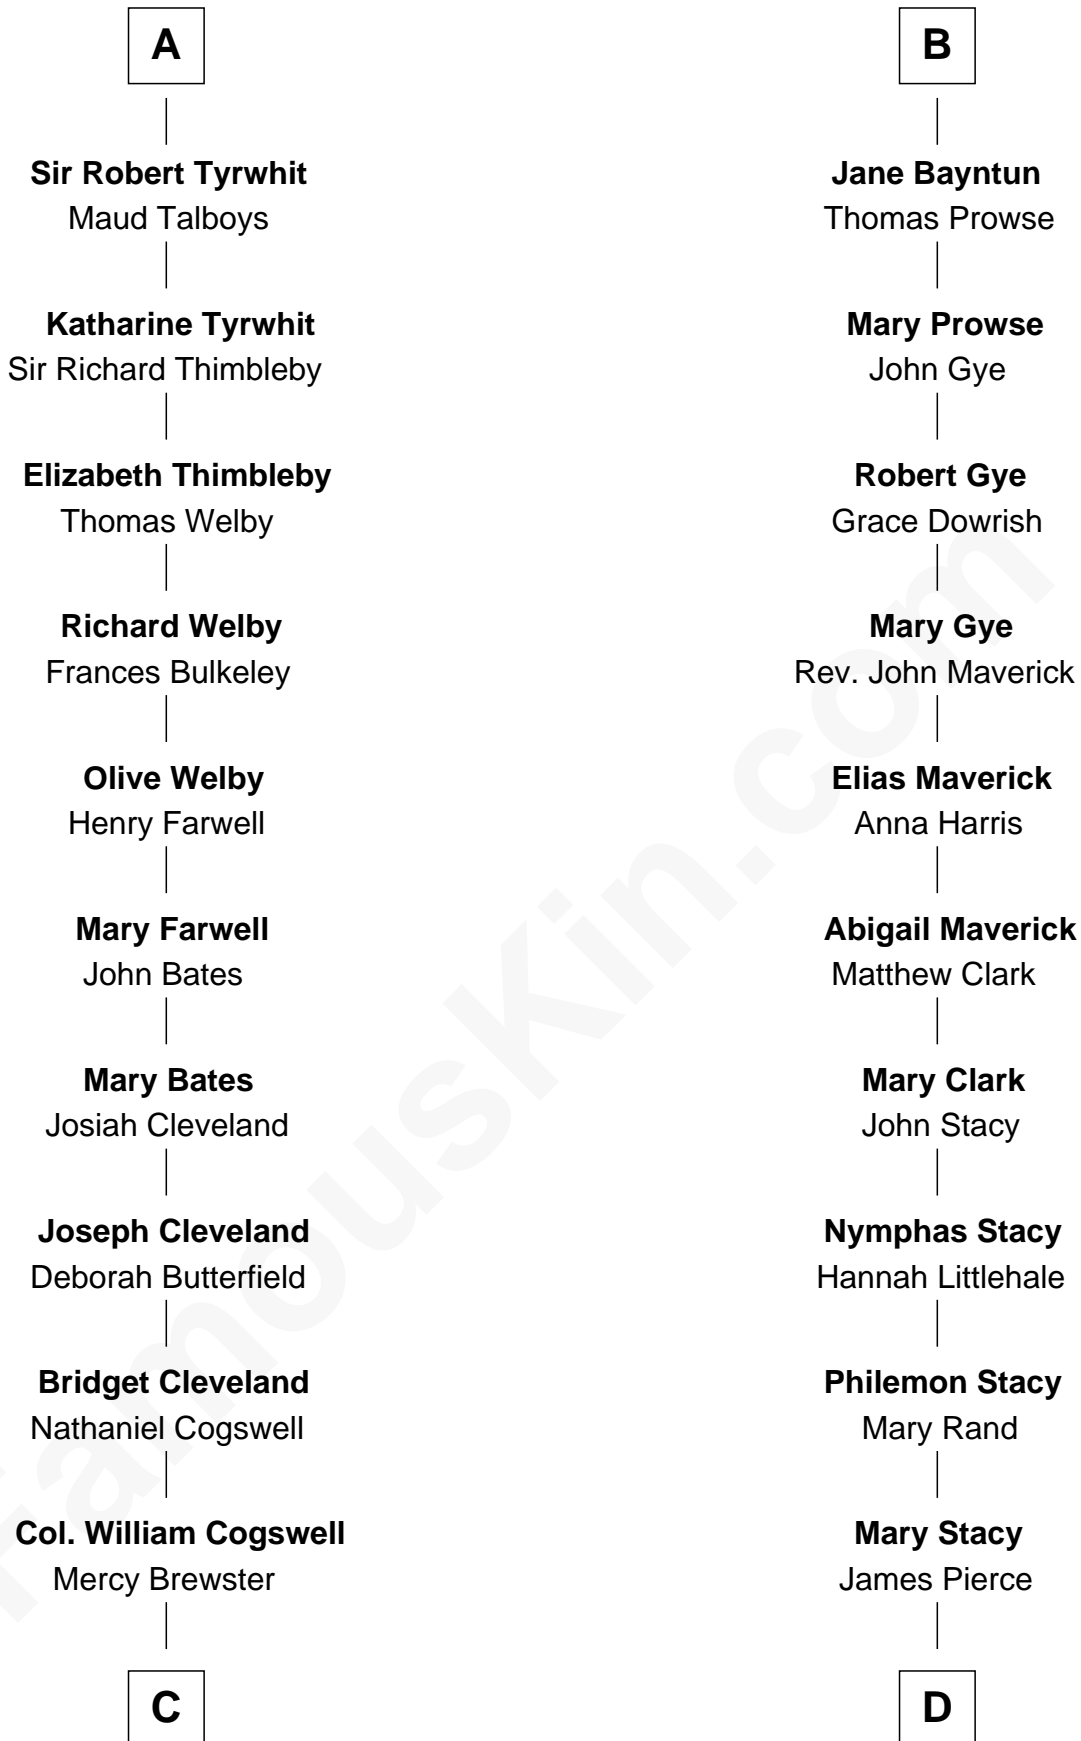 A
Sir Robert Tyrwhit
Maud Talboys
Katharine Tyrwhit
Sir Richard Thimbleby
Elizabeth Thimbleby
Thomas Welby
Richard Welby
Frances Bulkeley
Olive Welby
Henry Farwell
Mary Farwell
John Bates
Mary Bates
Josiah Cleveland
Joseph Cleveland
Deborah Butterfield
Bridget Cleveland
Nathaniel Cogswell
Col. William Cogswell
Mercy Brewster
C
B
Jane Bayntun
Thomas Prowse
Mary Prowse
John Gye
Robert Gye
Grace Dowrish
Mary Gye
Rev. John Maverick
Elias Maverick
Anna Harris
Abigail Maverick
Matthew Clark
Mary Clark
John Stacy
Nymphas Stacy
Hannah Littlehale
Philemon Stacy
Mary Rand
Mary Stacy
James Pierce
D
FamousKin.com